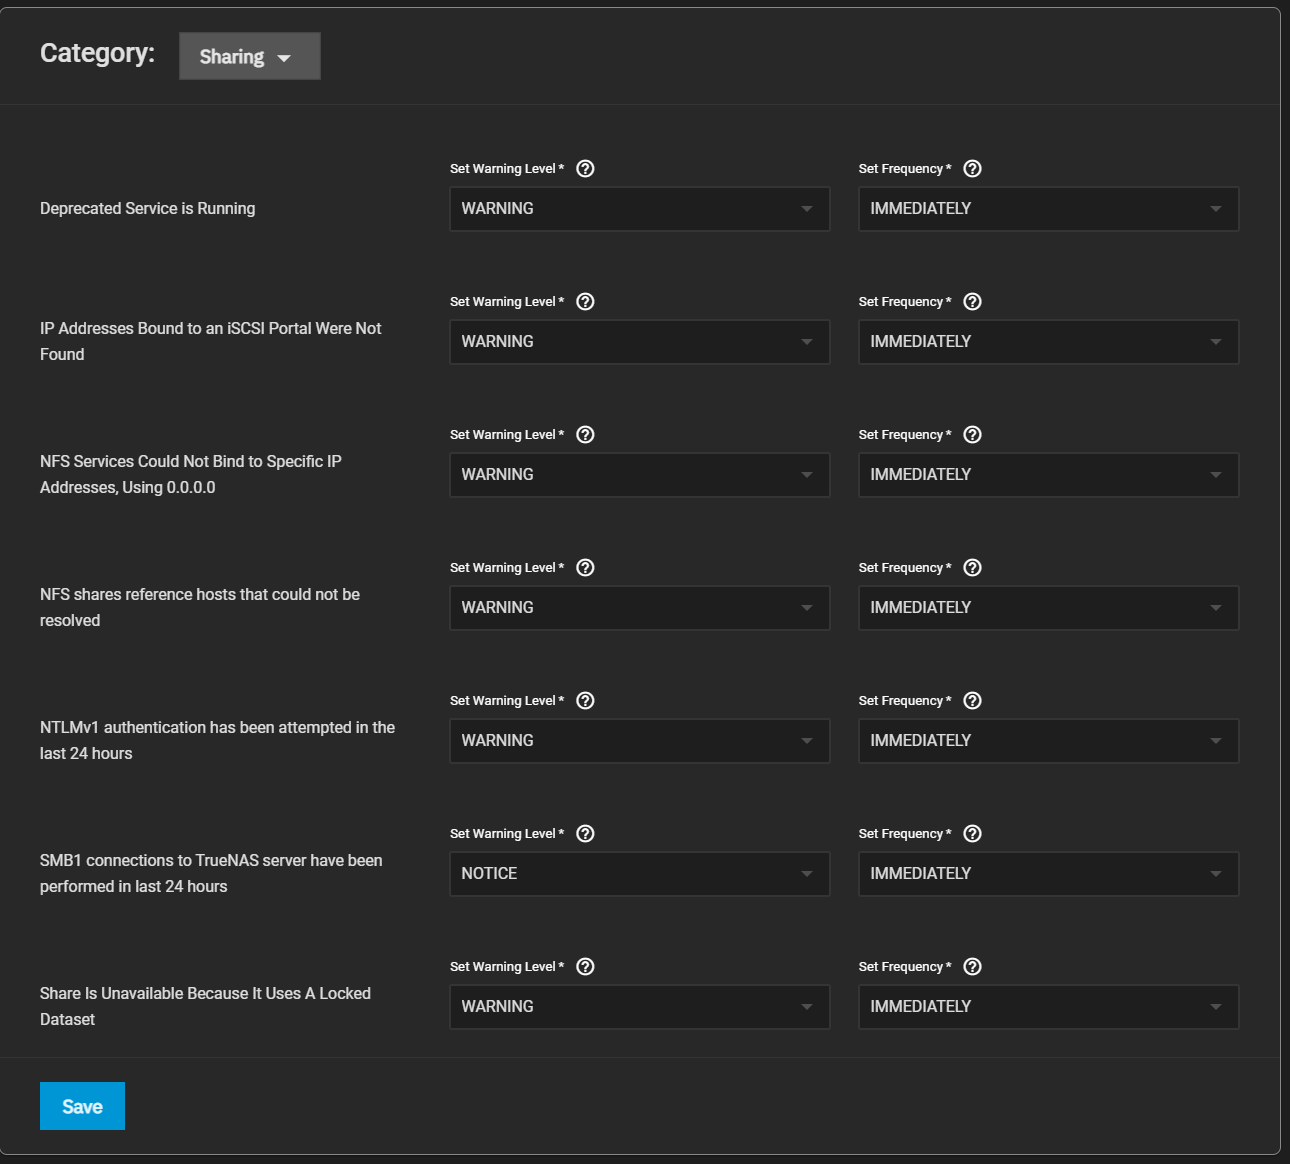 Category:
Sharing
Set Warning Level *
Set Frequency *
Deprecated Service is Running
WARNING
IMMEDIATELY
Set Warning Level *
Set Frequency *
IP Addresses Bound to an iSCSI Portal Were Not
Found
WARNING
IMMEDIATELY
Set Warning Level *
Set Frequency *
NFS Services Could Not Bind to Specific IP
Addresses, Using 0.0.0.0
WARNING
IMMEDIATELY
Set Warning Level *
Set Frequency *
NFS shares reference hosts that could not be
resolved
WARNING
IMMEDIATELY
Set Warning Level *
Set Frequency *
NTLMv1 authentication has been attempted in the
last 24 hours
WARNING
IMMEDIATELY
Set Warning Level *
Set Frequency *
SMB1 connections to TrueNAS server have been
performed in last 24 hours
NOTICE
IMMEDIATELY
Set Warning Level *
Set Frequency *
Share Is Unavailable Because It Uses A Locked
Dataset
WARNING
IMMEDIATELY
Save